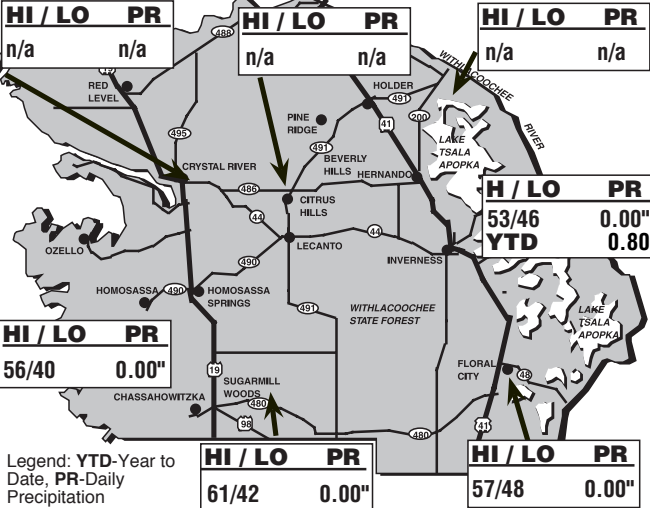 HI / LO PR
n/a n/a
HI / LO PR
n/a n/a
HI / LO PR
n/a n/a
488
19
RED
LEVEL
495
CRYSTAL RIVER
PINE
RIDGE
491
BEVERLY
HILLS
HOLDER
491
41
200
WITHLACOOCHEE
RIVER
LAKE
TSALA
APOPKA
HERNANDO
486
CITRUS
HILLS
44
LECANTO
44
INVERNESS
H / LO PR
53/46 0.00"
YTD 0.80
OZELLO
490
HOMOSASSA
490
HOMOSASSA
SPRINGS
491
WITHLACOOCHEE
STATE FOREST
LAKE
TSALA
APOPKA
HI / LO PR
56/40 0.00"
19
SUGARMILL
WOODS
CHASSAHOWITZKA
480
98
480
FLORAL
CITY
48
41
HI / LO PR
61/42 0.00"
HI / LO PR
57/48 0.00"
Legend: YTD-Year to
Date, PR-Daily
Precipitation